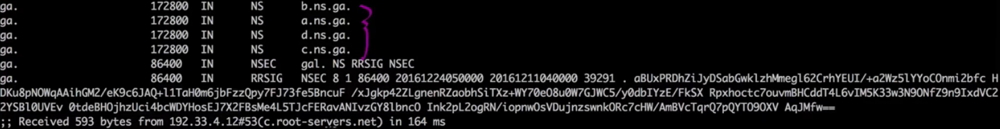 ga. 172800 IN NS b.ns.ga.
ga. 172800 IN NS a.ns.ga.
ga. 172800 IN NS d.ns.ga.
ga. 172800 IN NS c.ns.ga.
ga. 86400 IN NSEC gal. NS RRSIG NSEC
ga. 86400 IN RRSIG NSEC 8 1 86400 20161224050000 20161211040000 39291 . aBUxPRDhZiJyDSabGwklzhMmegl62CrhYEUI/+a2Wz5lYYoCOnmi2bfc H
DKu8pNOWqAAihGM2/eK9c6JAQ+l1TaH0m6jbFzzQpy7FJ73fe5BncuF /xJgkp42ZLgnenRZaobhSiTXz+WY70eO8u0W7GJWC5/y0dbIYzE/FkSX Rpxhoctc7ouvmBHCddT4L6vIM5K33w3N9ONfZ9n9IxdVC2
2YSBl0UVEv 0tdeBHOjhzUci4bcWDYHosEJ7X2FBsMe4L5TJcFERavANIvzGY8lbncO Ink2pL2ogRN/iopnwOsVDujnzswnkORc7cHW/AmBVcTqrQ7pQYTO9OXV AqJMfw==
;; Received 593 bytes from 192.33.4.12#53(c.root-servers.net) in 164 ms